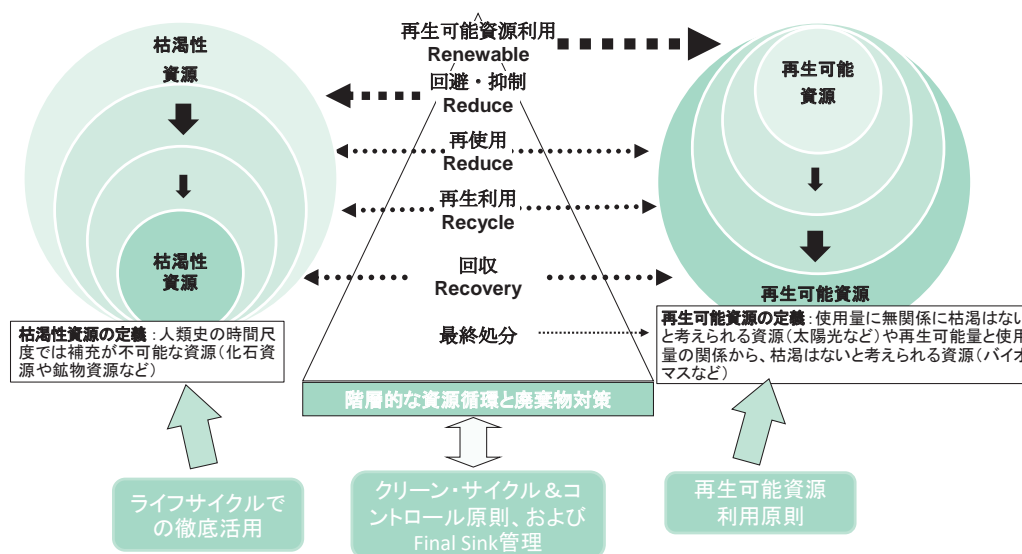 枯渇性
資源
枯渇性
資源
枯渇性資源の定義：人類史の時間尺
度では補充が不可能な資源（化石資
源や鉱物資源など）
再生可能資源利用
Renewable
回避・抑制
Reduce
再使用
Reduce
再生利用
Recycle
回収
Recovery
最終処分
階層的な資源循環と廃棄物対策
再生可能
資源
再生可能資源
再生可能資源の定義：使用量に無関係に枯渇はない
と考えられる資源（太陽光など）や再生可能量と使用
量の関係から、枯渇はないと考えられる資源（バイオ
マスなど）
ライフサイクルで
の徹底活用
クリーン・サイクル＆コ
ントロール原則、および
Final Sink管理
再生可能資源
利用原則